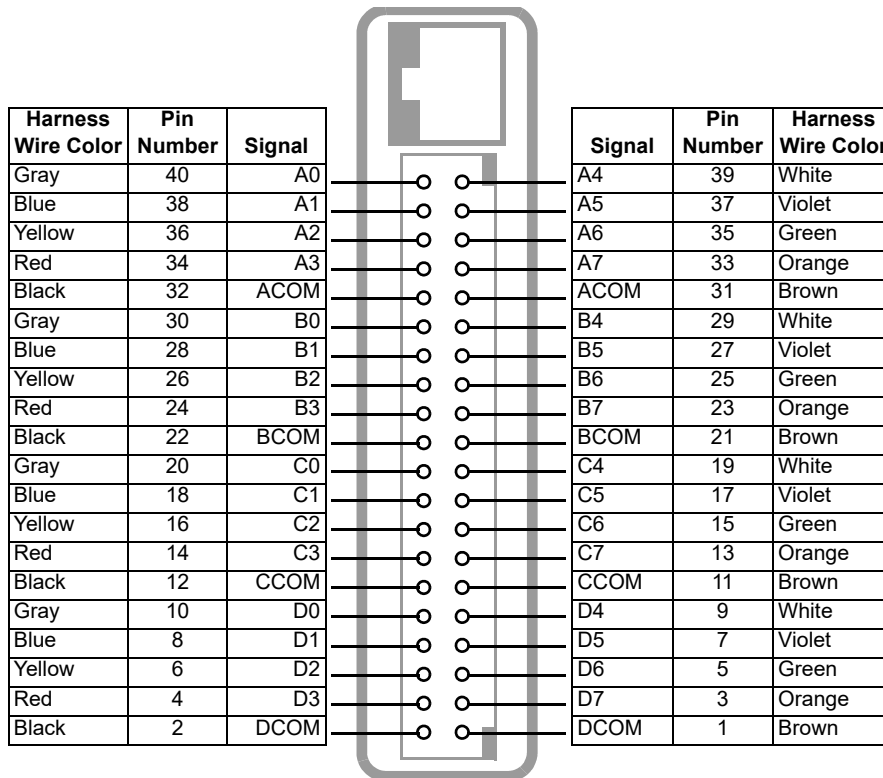 Harness Wire Color Pin Number Signal Signal Pin Number Harness Wire Color
Gray 40 A0 A4 39 White
Blue 38 A1 A5 37 Violet
Yellow 36 A2 A6 35 Green
Red 34 A3 A7 33 Orange
Black 32 ACOM ACOM 31 Brown
Gray 30 B0 B4 29 White
Blue 28 B1 B5 27 Violet
Yellow 26 B2 B6 25 Green
Red 24 B3 B7 23 Orange
Black 22 BCOM BCOM 21 Brown
Gray 20 C0 C4 19 White
Blue 18 C1 C5 17 Violet
Yellow 16 C2 C6 15 Green
Red 14 C3 C7 13 Orange
Black 12 CCOM CCOM 11 Brown
Gray 10 D0 D4 9 White
Blue 8 D1 D5 7 Violet
Yellow 6 D2 D6 5 Green
Red 4 D3 D7 3 Orange
Black 2 DCOM DCOM 1 Brown